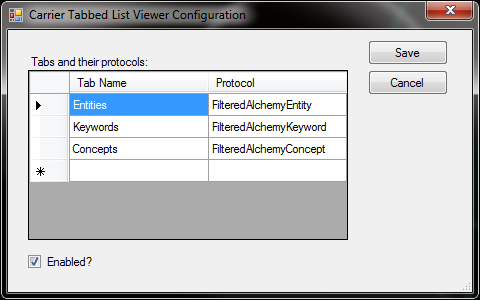 Carrier Tabbed List Viewer Configuration
Save
Tabs and their protocols:
Cancel
Tab Name Protocol
Entities FilteredAlchemyEntity
Keywords FilteredAlchemyKeyword
Concepts FilteredAlchemyConcept
Enabled?